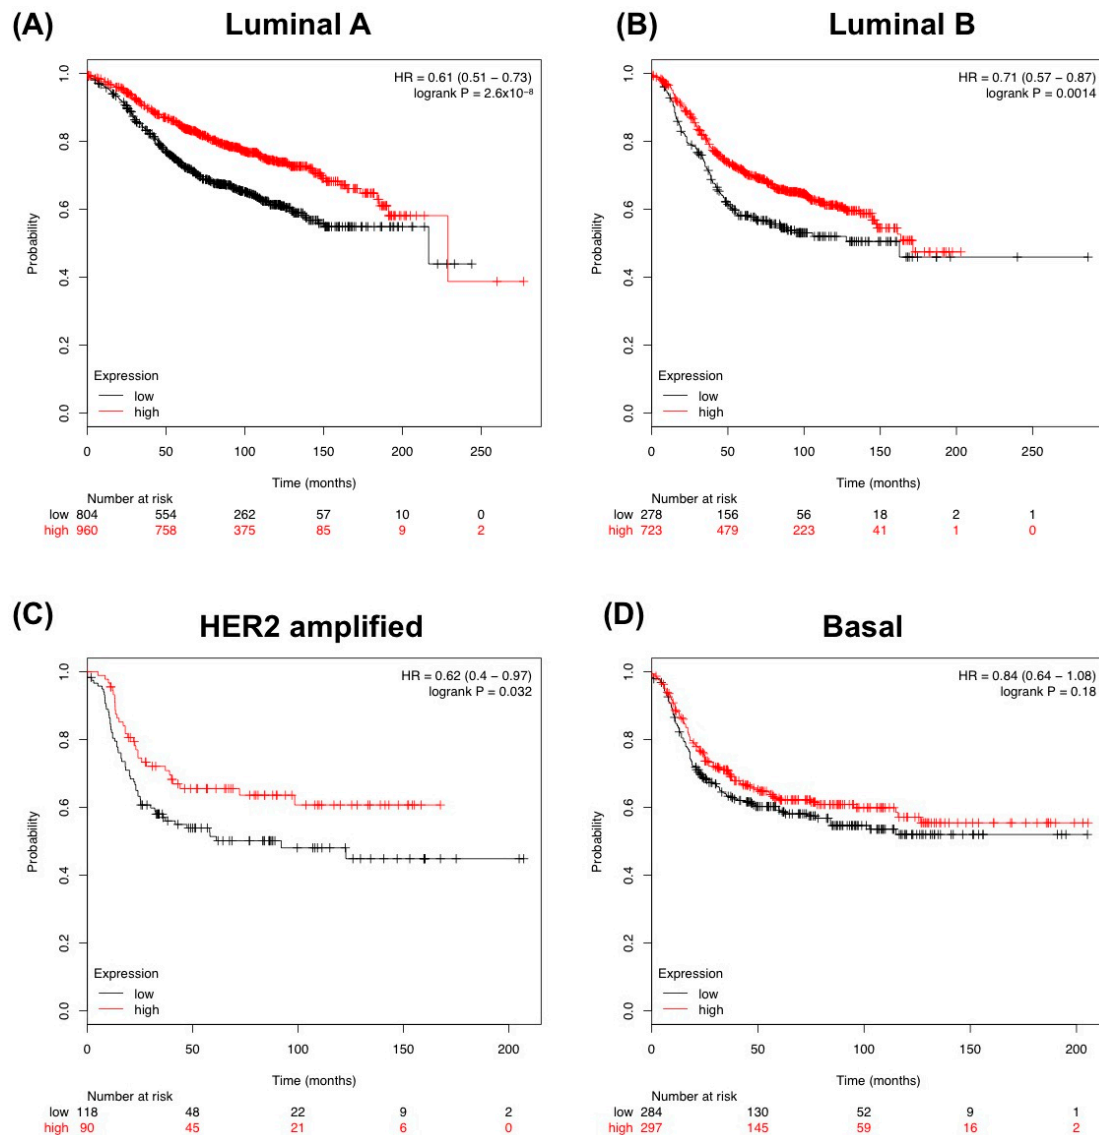 (A) Luminal A
HR = 0.61 (0.51 – 0.73)
logrank P = 2.6x10⁻⁸
Probability
1.0
0.8
0.6
0.4
0.2
0.0
Expression
low
high
0 50 100 150 200 250
Time (months)
Number at risk
low 804 554 262 57 10 0
high 960 758 375 85 9 2
(B) Luminal B
HR = 0.71 (0.57 – 0.87)
logrank P = 0.0014
Probability
1.0
0.8
0.6
0.4
0.2
0.0
Expression
low
high
0 50 100 150 200 250
Time (months)
Number at risk
low 278 156 56 18 2 1
high 723 479 223 41 1 0
(C) HER2 amplified
HR = 0.62 (0.4 – 0.97)
logrank P = 0.032
Probability
1.0
0.8
0.6
0.4
0.2
0.0
Expression
low
high
0 50 100 150 200
Time (months)
Number at risk
low 118 48 22 9 2
high 90 45 21 6 0
(D) Basal
HR = 0.84 (0.64 – 1.08)
logrank P = 0.18
Probability
1.0
0.8
0.6
0.4
0.2
0.0
Expression
low
high
0 50 100 150 200
Time (months)
Number at risk
low 284 130 52 9 1
high 297 145 59 16 2